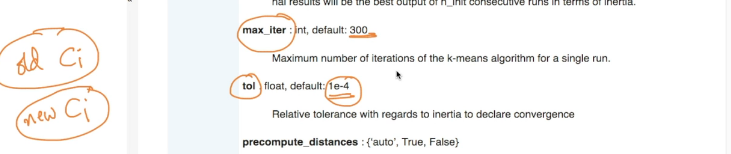 nal results will be the best output of n_init consecutive runs in terms of inertia.
max_iter : int, default: 300
Maximum number of iterations of the k-means algorithm for a single run.
old Ci
tol : float, default: 1e-4
new Ci
Relative tolerance with regards to inertia to declare convergence
precompute_distances : {'auto', True, False}